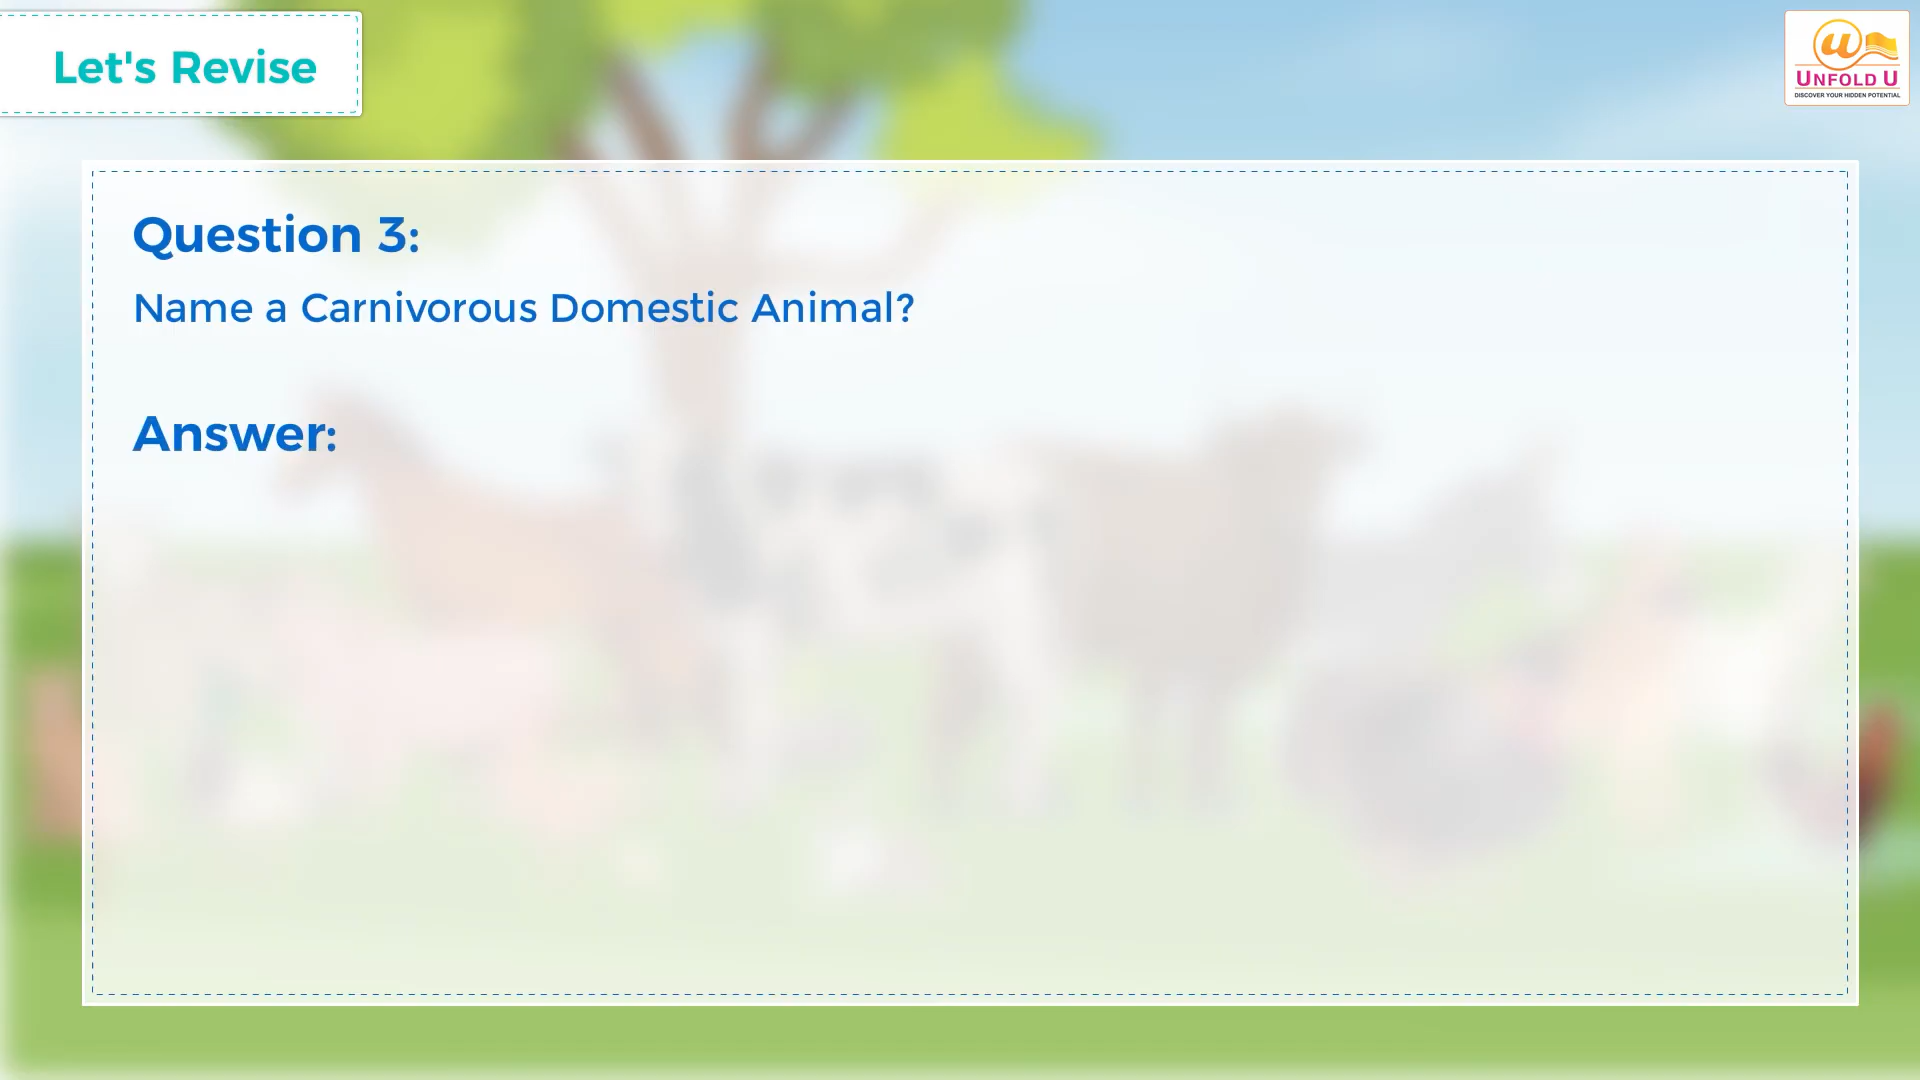 Let's Revise
UNFOLD U
DISCOVER YOUR HIDDEN POTENTIAL
Question 3:
Name a Carnivorous Domestic Animal?
Answer: